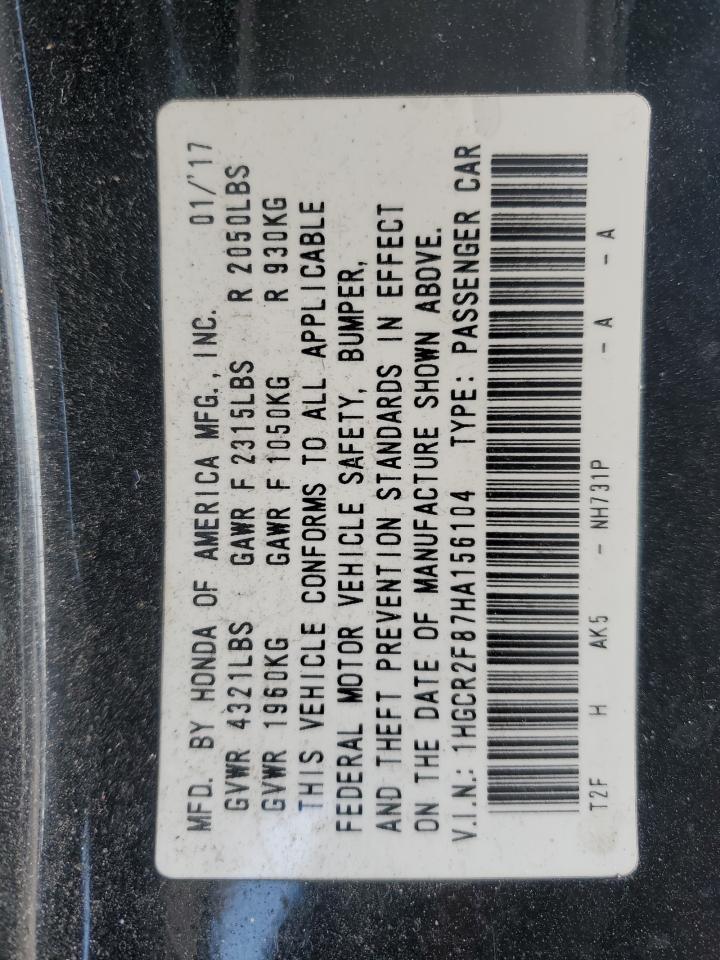 MFD. BY HONDA OF AMERICA MFG., INC. 01/'17
GVWR 4321LBS GAWR F 2315LBS R 2050LBS
GVWR 1960KG GAWR F 1050KG R 930KG
THIS VEHICLE CONFORMS TO ALL APPLICABLE
FEDERAL MOTOR VEHICLE SAFETY, BUMPER,
AND THEFT PREVENTION STANDARDS IN EFFECT
ON THE DATE OF MANUFACTURE SHOWN ABOVE.
V.I.N.: 1HGCR2F87HA156104 TYPE: PASSENGER CAR
T2F H AK5 - NH731P - A - A